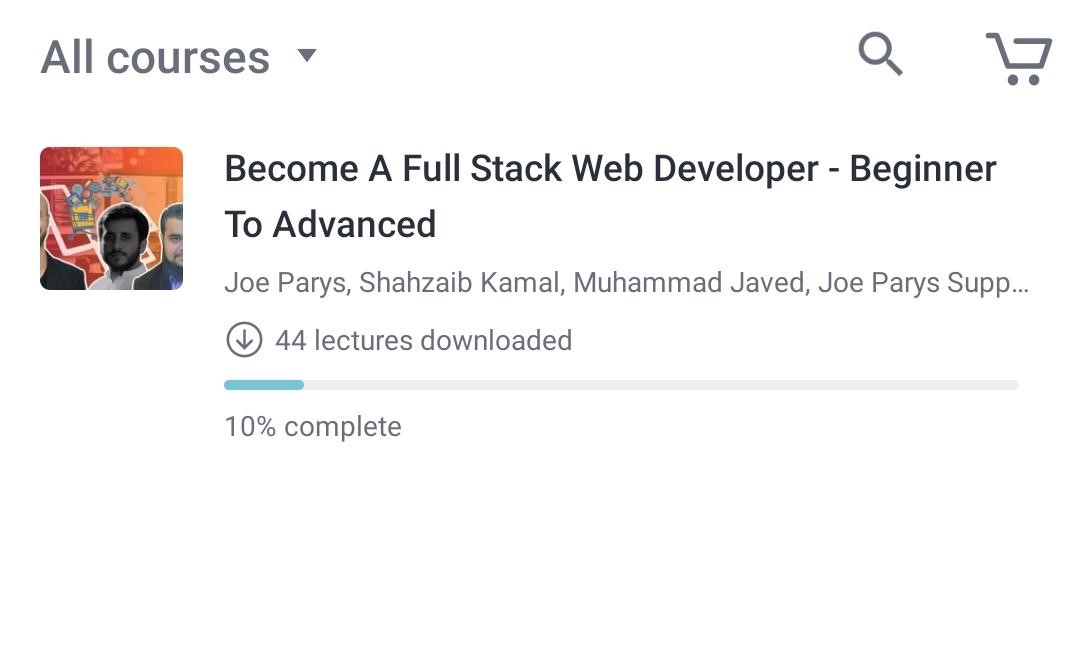 All courses
Become A Full Stack Web Developer - Beginner
To Advanced
Joe Parys, Shahzaib Kamal, Muhammad Javed, Joe Parys Supp...
44 lectures downloaded
10% complete